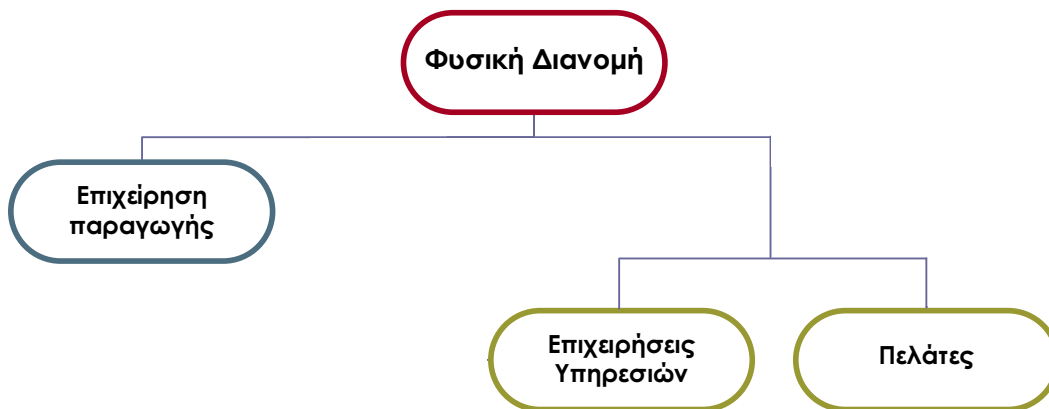 Φυσική Διανομή
Επιχείρηση
παραγωγής
Επιχειρήσεις
Υπηρεσιών
Πελάτες